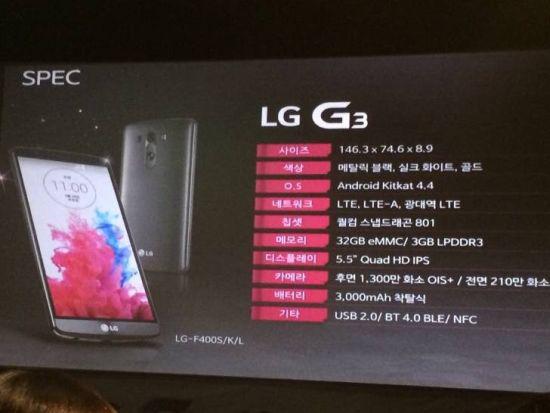 SPEC
LG G3
사이즈 146.3 x 74.6 x 8.9
색상 메탈릭 블랙, 실크 화이트, 골드
O.S Android Kitkat 4.4
네트워크 LTE, LTE-A, 광대역 LTE
칩셋 퀄컴 스냅드래곤 801
메모리 32GB eMMC/ 3GB LPDDR3
디스플레이 5.5" Quad HD IPS
카메라 후면 1,300만 화소 OIS+ / 전면 210만 화소
배터리 3,000mAh 착탈식
기타 USB 2.0/ BT 4.0 BLE/ NFC
11:00
LG
LG
LG-F400S/K/L